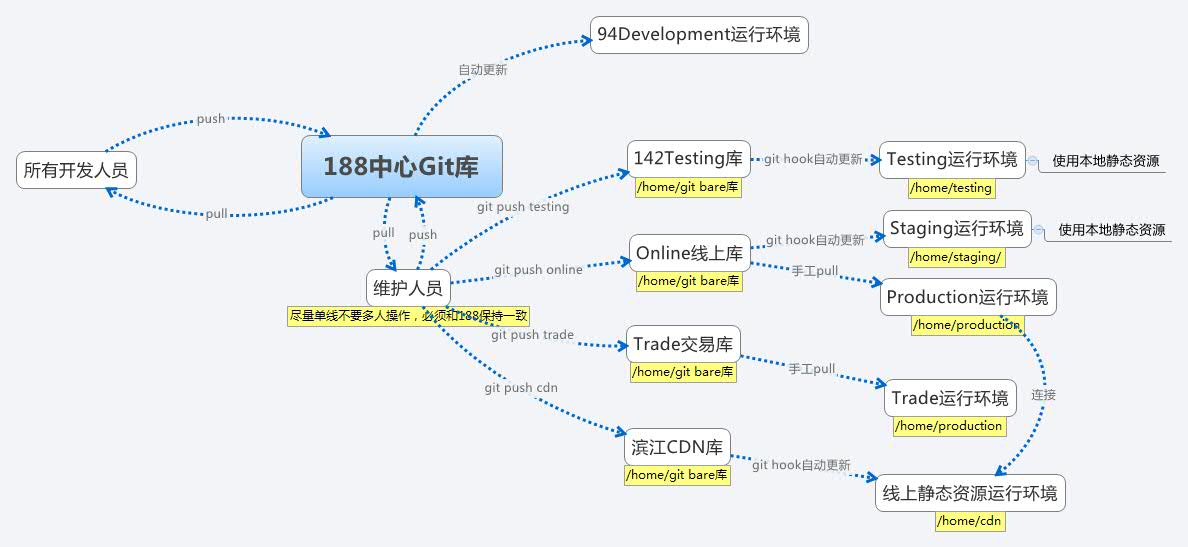 94Development运行环境
自动更新
push
所有开发人员
188中心Git库
pull
142Testing库
/home/git bare库
git hook自动更新
Testing运行环境
/home/testing
使用本地静态资源
git push testing
pull
push
Online线上库
/home/git bare库
git hook自动更新
Staging运行环境
/home/staging/
使用本地静态资源
git push online
手工pull
维护人员
尽量单线不要多人操作，必须和188保持一致
Production运行环境
/home/production
git push trade
Trade交易库
/home/git bare库
手工pull
Trade运行环境
/home/production
连接
git push cdn
滨江CDN库
/home/git bare库
git hook自动更新
线上静态资源运行环境
/home/cdn